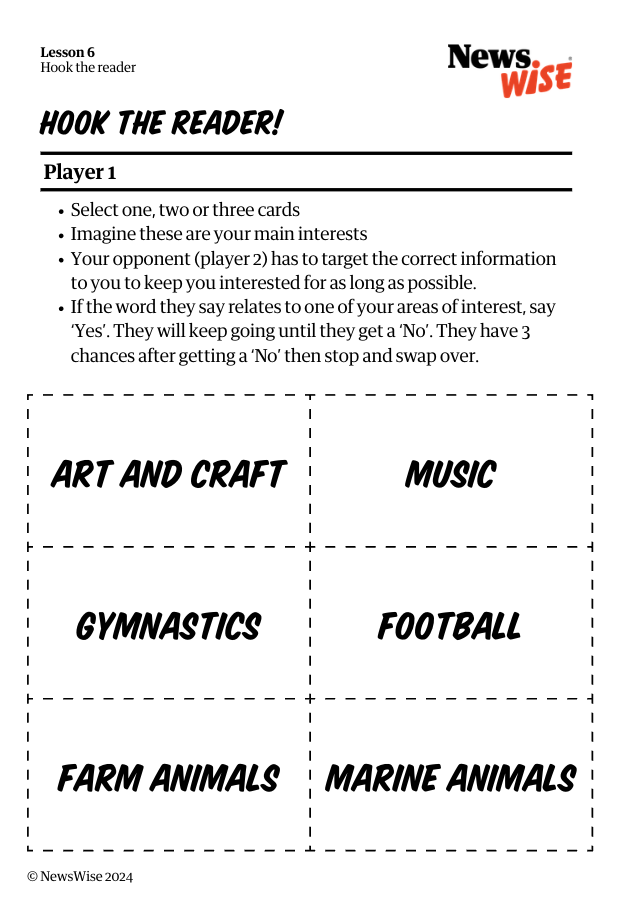 Lesson 6
Hook the reader
News
WISE
HOOK THE READER!
Player 1
• Select one, two or three cards
• Imagine these are your main interests
• Your opponent (player 2) has to target the correct information
to you to keep you interested for as long as possible.
• If the word they say relates to one of your areas of interest, say
‘Yes’. They will keep going until they get a ‘No’. They have 3
chances after getting a ‘No’ then stop and swap over.
ART AND CRAFT
MUSIC
GYMNASTICS
FOOTBALL
FARM ANIMALS
MARINE ANIMALS
© NewsWise 2024